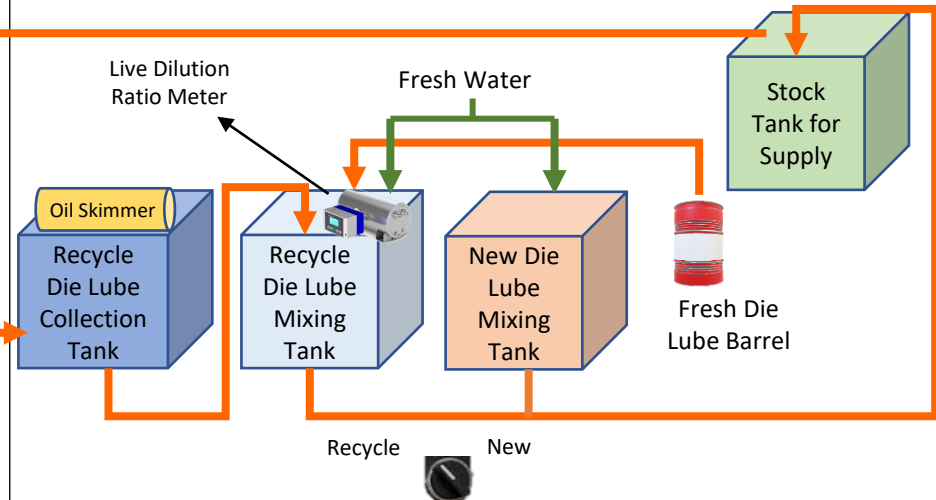 Live Dilution
Ratio Meter
Fresh Water
Stock
Tank for
Supply
Oil Skimmer
Recycle
Die Lube
Collection
Tank
Recycle
Die Lube
Mixing
Tank
New Die
Lube
Mixing
Tank
Fresh Die
Lube Barrel
Recycle
New